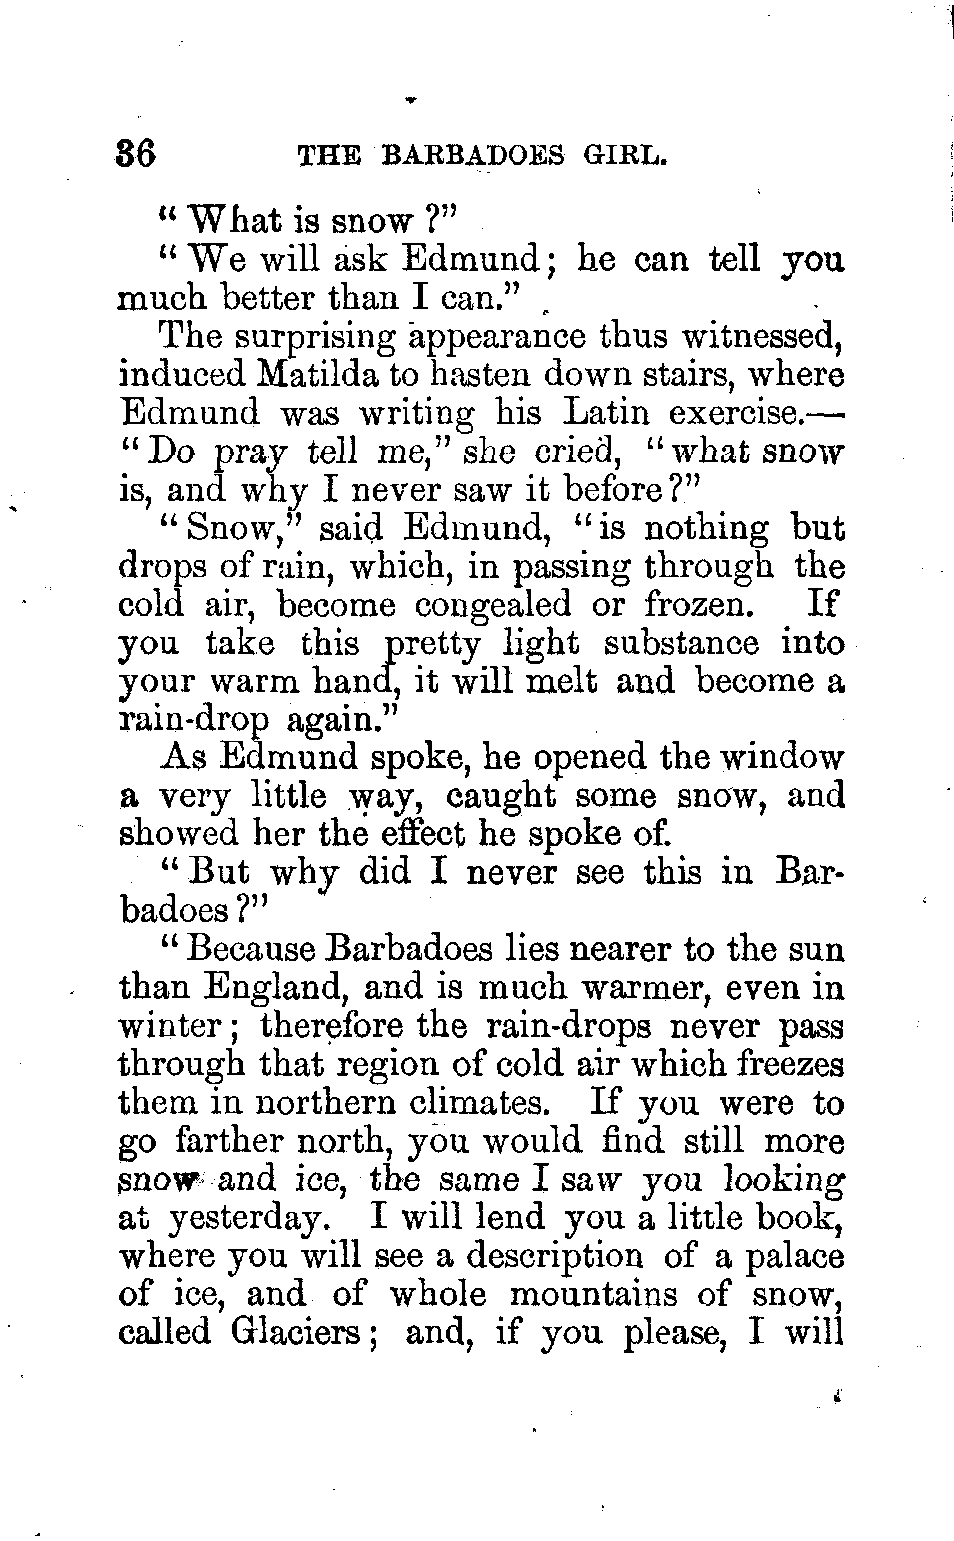 36 THE BARBADOES GIRL.
“What is snow?”
“We will ask Edmund; he can tell you
much better than I can.”
The surprising appearance thus witnessed,
induced Matilda to hasten down stairs, where
Edmund was writing his Latin exercise.—
“Do pray tell me,” she cried, “what snow
is, and why I never saw it before?”
“Snow,” said Edmund, “is nothing but
drops of rain, which, in passing through the
cold air, become congealed or frozen. If
you take this pretty light substance into
your warm hand, it will melt and become a
rain-drop again.”
As Edmund spoke, he opened the window
a very little way, caught some snow, and
showed her the effect he spoke of.
“But why did I never see this in Bar-
badoes?”
“Because Barbadoes lies nearer to the sun
than England, and is much warmer, even in
winter; therefore the rain-drops never pass
through that region of cold air which freezes
them in northern climates. If you were to
go farther north, you would find still more
snow and ice, the same I saw you looking
at yesterday. I will lend you a little book,
where you will see a description of a palace
of ice, and of whole mountains of snow,
called Glaciers; and, if you please, I will